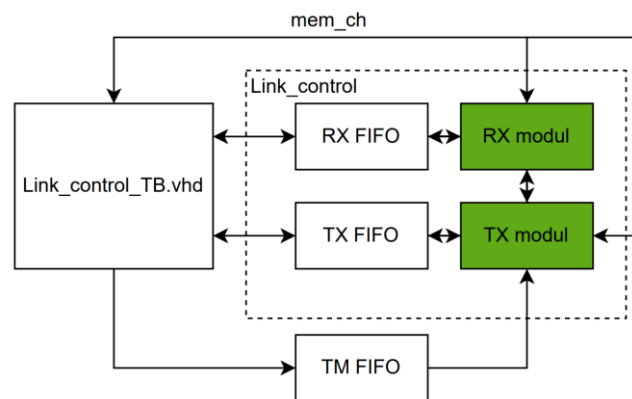 mem_ch
Link_control
RX FIFO
RX modul
Link_control_TB.vhd
TX FIFO
TX modul
TM FIFO